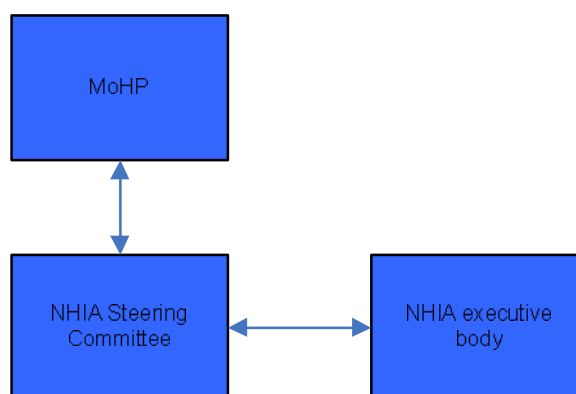 MoHP
NHIA Steering
Committee
NHIA executive
body